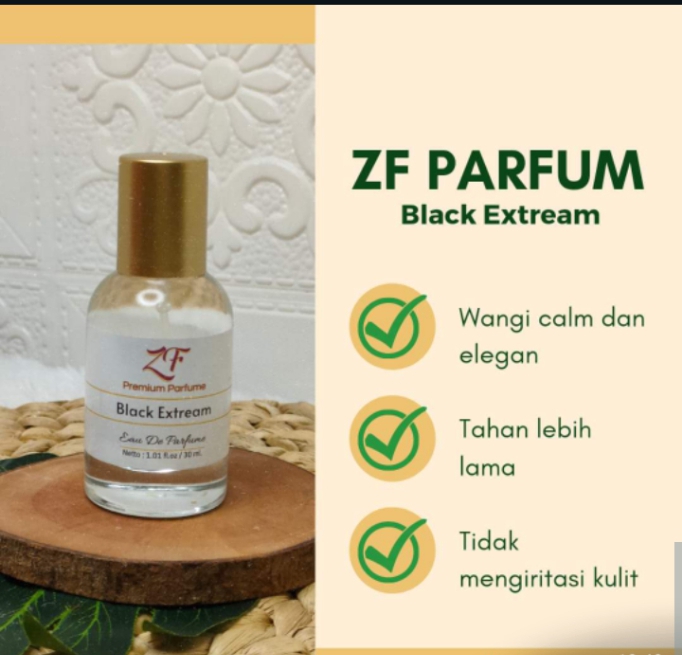 ZF PARFUM
Black Extream
Wangi calm dan
elegan
Tahan lebih
lama
Tidak
mengiritasi kulit
ZF
Premium Parfume
Black Extream
Eau De Parfume
Netto : 1.01 fl.oz / 30 ml